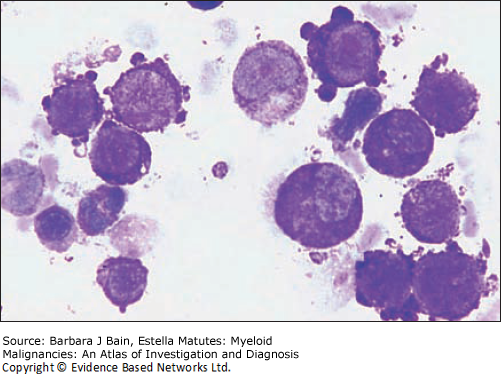 Source: Barbara J Bain, Estella Matutes: Myeloid
Malignancies: An Atlas of Investigation and Diagnosis
Copyright © Evidence Based Networks Ltd.